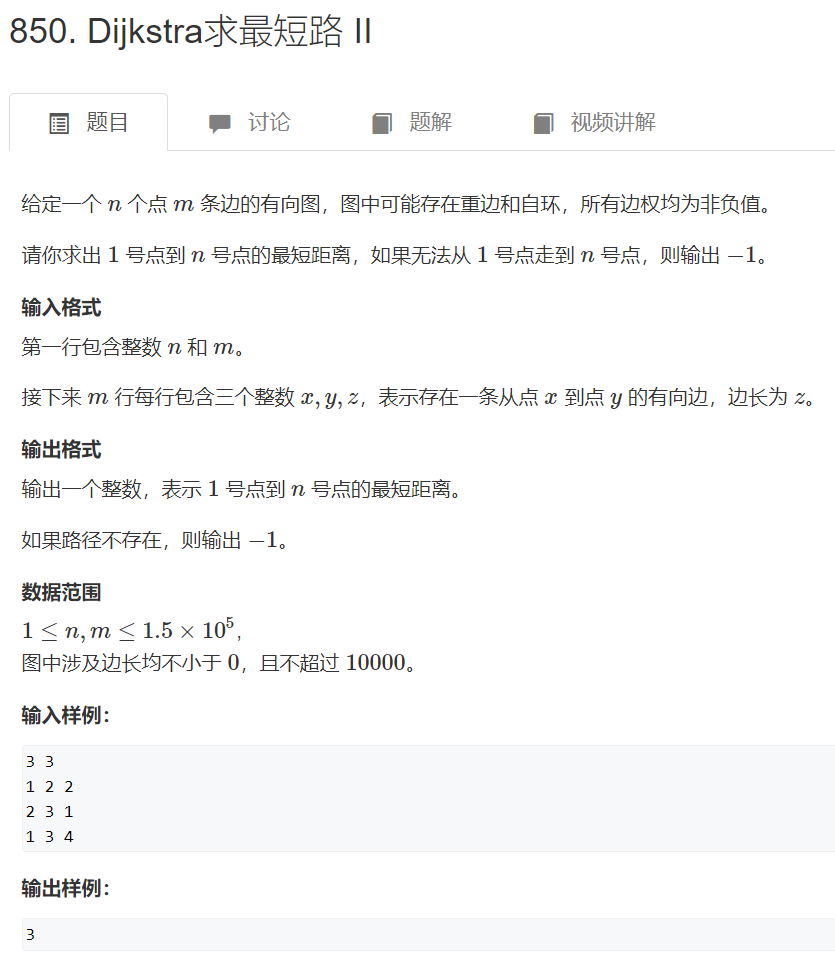 850. Dijkstra求最短路 II
题目 讨论 题解 视频讲解
给定一个 n 个点 m 条边的有向图，图中可能存在重边和自环，所有边权均为非负值。
请你求出 1 号点到 n 号点的最短距离，如果无法从 1 号点走到 n 号点，则输出 −1。
输入格式
第一行包含整数 n 和 m。
接下来 m 行每行包含三个整数 x, y, z，表示存在一条从点 x 到点 y 的有向边，边长为 z。
输出格式
输出一个整数，表示 1 号点到 n 号点的最短距离。
如果路径不存在，则输出 −1。
数据范围
1 ≤ n, m ≤ 1.5 × 10⁵,
图中涉及边长均不小于 0，且不超过 10000。
输入样例：
3 3
1 2 2
2 3 1
1 3 4
输出样例：
3